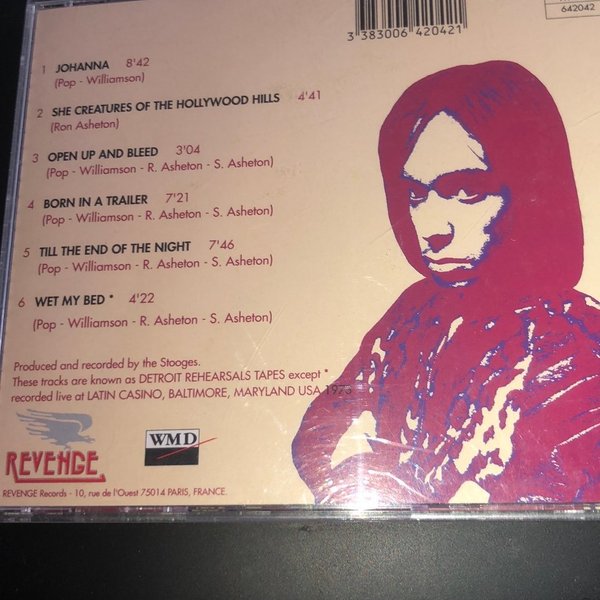 642042
3 383006 420421
1 JOHANNA 8'42
(Pop - Williamson)
2 SHE CREATURES OF THE HOLLYWOOD HILLS 4'41
(Ron Asheton)
3 OPEN UP AND BLEED 3'04
(Pop - Williamson - R. Asheton - S. Asheton)
4 BORN IN A TRAILER 7'21
(Pop - Williamson - R. Asheton - S. Asheton)
5 TILL THE END OF THE NIGHT 7'46
(Pop - Williamson - R. Asheton - S. Asheton)
6 WET MY BED * 4'22
(Pop - Williamson - R. Asheton - S. Asheton)
Produced and recorded by the Stooges.
These tracks are known as DETROIT REHEARSALS TAPES except *
recorded live at LATIN CASINO, BALTIMORE, MARYLAND USA 1973
REVENGE
WMD
REVENGE Records - 10, rue de l'Ouest 75014 PARIS, FRANCE.